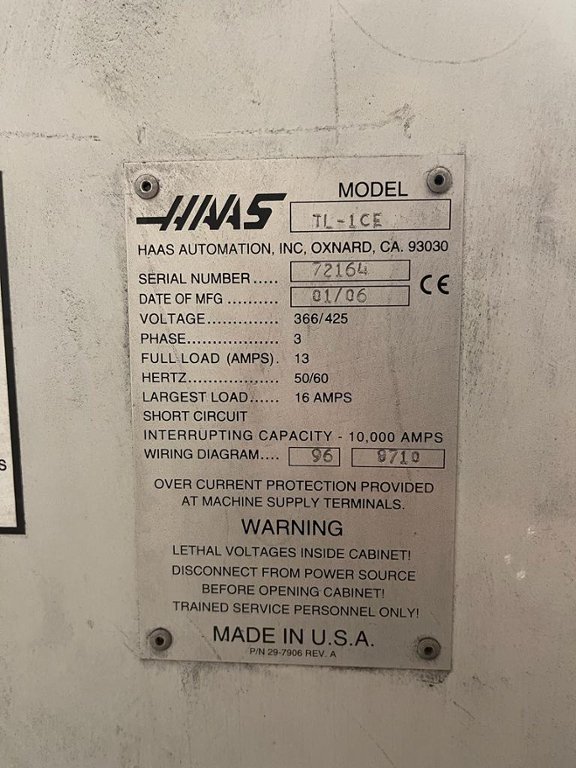 HAAS
MODEL
TL-1CE
HAAS AUTOMATION, INC, OXNARD, CA. 93030
SERIAL NUMBER ..... 72164
DATE OF MFG .......... 01/06
CE
VOLTAGE............... 366/425
PHASE.................. 3
FULL LOAD (AMPS). 13
HERTZ.................. 50/60
LARGEST LOAD...... 16 AMPS
SHORT CIRCUIT
INTERRUPTING CAPACITY - 10,000 AMPS
WIRING DIAGRAM.... 96 9710
OVER CURRENT PROTECTION PROVIDED
AT MACHINE SUPPLY TERMINALS.
WARNING
LETHAL VOLTAGES INSIDE CABINET!
DISCONNECT FROM POWER SOURCE
BEFORE OPENING CABINET!
TRAINED SERVICE PERSONNEL ONLY!
MADE IN U.S.A.
P/N 29-7906 REV. A
S